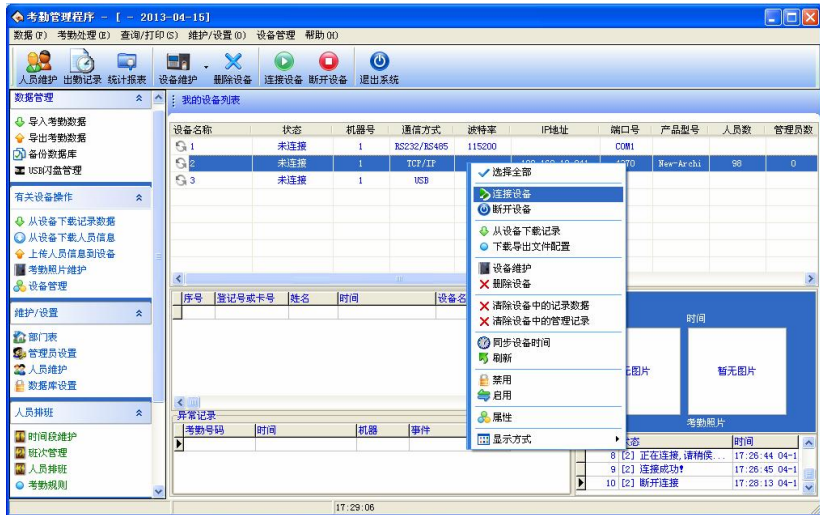 考勤管理程序 - [ - 2013-04-15]
数据(F) 考勤处理(E) 查询/打印(S) 维护/设置(O) 设备管理 帮助(H)
人员维护 出勤记录 统计报表 设备维护 删除设备 连接设备 断开设备 退出系统
数据管理
导入考勤数据
导出考勤数据
备份数据库
USB闪盘管理
有关设备操作
从设备下载记录数据
从设备下载人员信息
上传人员信息到设备
考勤照片维护
设备管理
维护/设置
部门表
管理员设置
人员维护
数据库设置
人员排班
时间段维护
班次管理
人员排班
考勤规则
我的设备列表
设备名称 状态 机器号 通信方式 波特率 IP地址 端口号 产品型号 人员数 管理员数
1 未连接 1 RS232/RS485 115200 COM1
2 未连接 1 TCP/IP 4370 New-Archi 98 0
3 未连接 1 USB
选择全部
连接设备
断开设备
从设备下载记录
下载导出文件配置
设备维护
删除设备
清除设备中的记录数据
清除设备中的管理记录
同步设备时间
刷新
禁用
启用
属性
显示方式
序号 登记号或卡号 姓名 时间 设备名
时间
无图片 暂无图片
考勤照片
异常记录
考勤号码 时间 机器 事件
状态 时间
8 [2] 正在连接,请稍侯... 17:26:44 04-1
9 [2] 连接成功! 17:26:45 04-1
10 [2] 断开连接 17:28:13 04-1
17:29:06